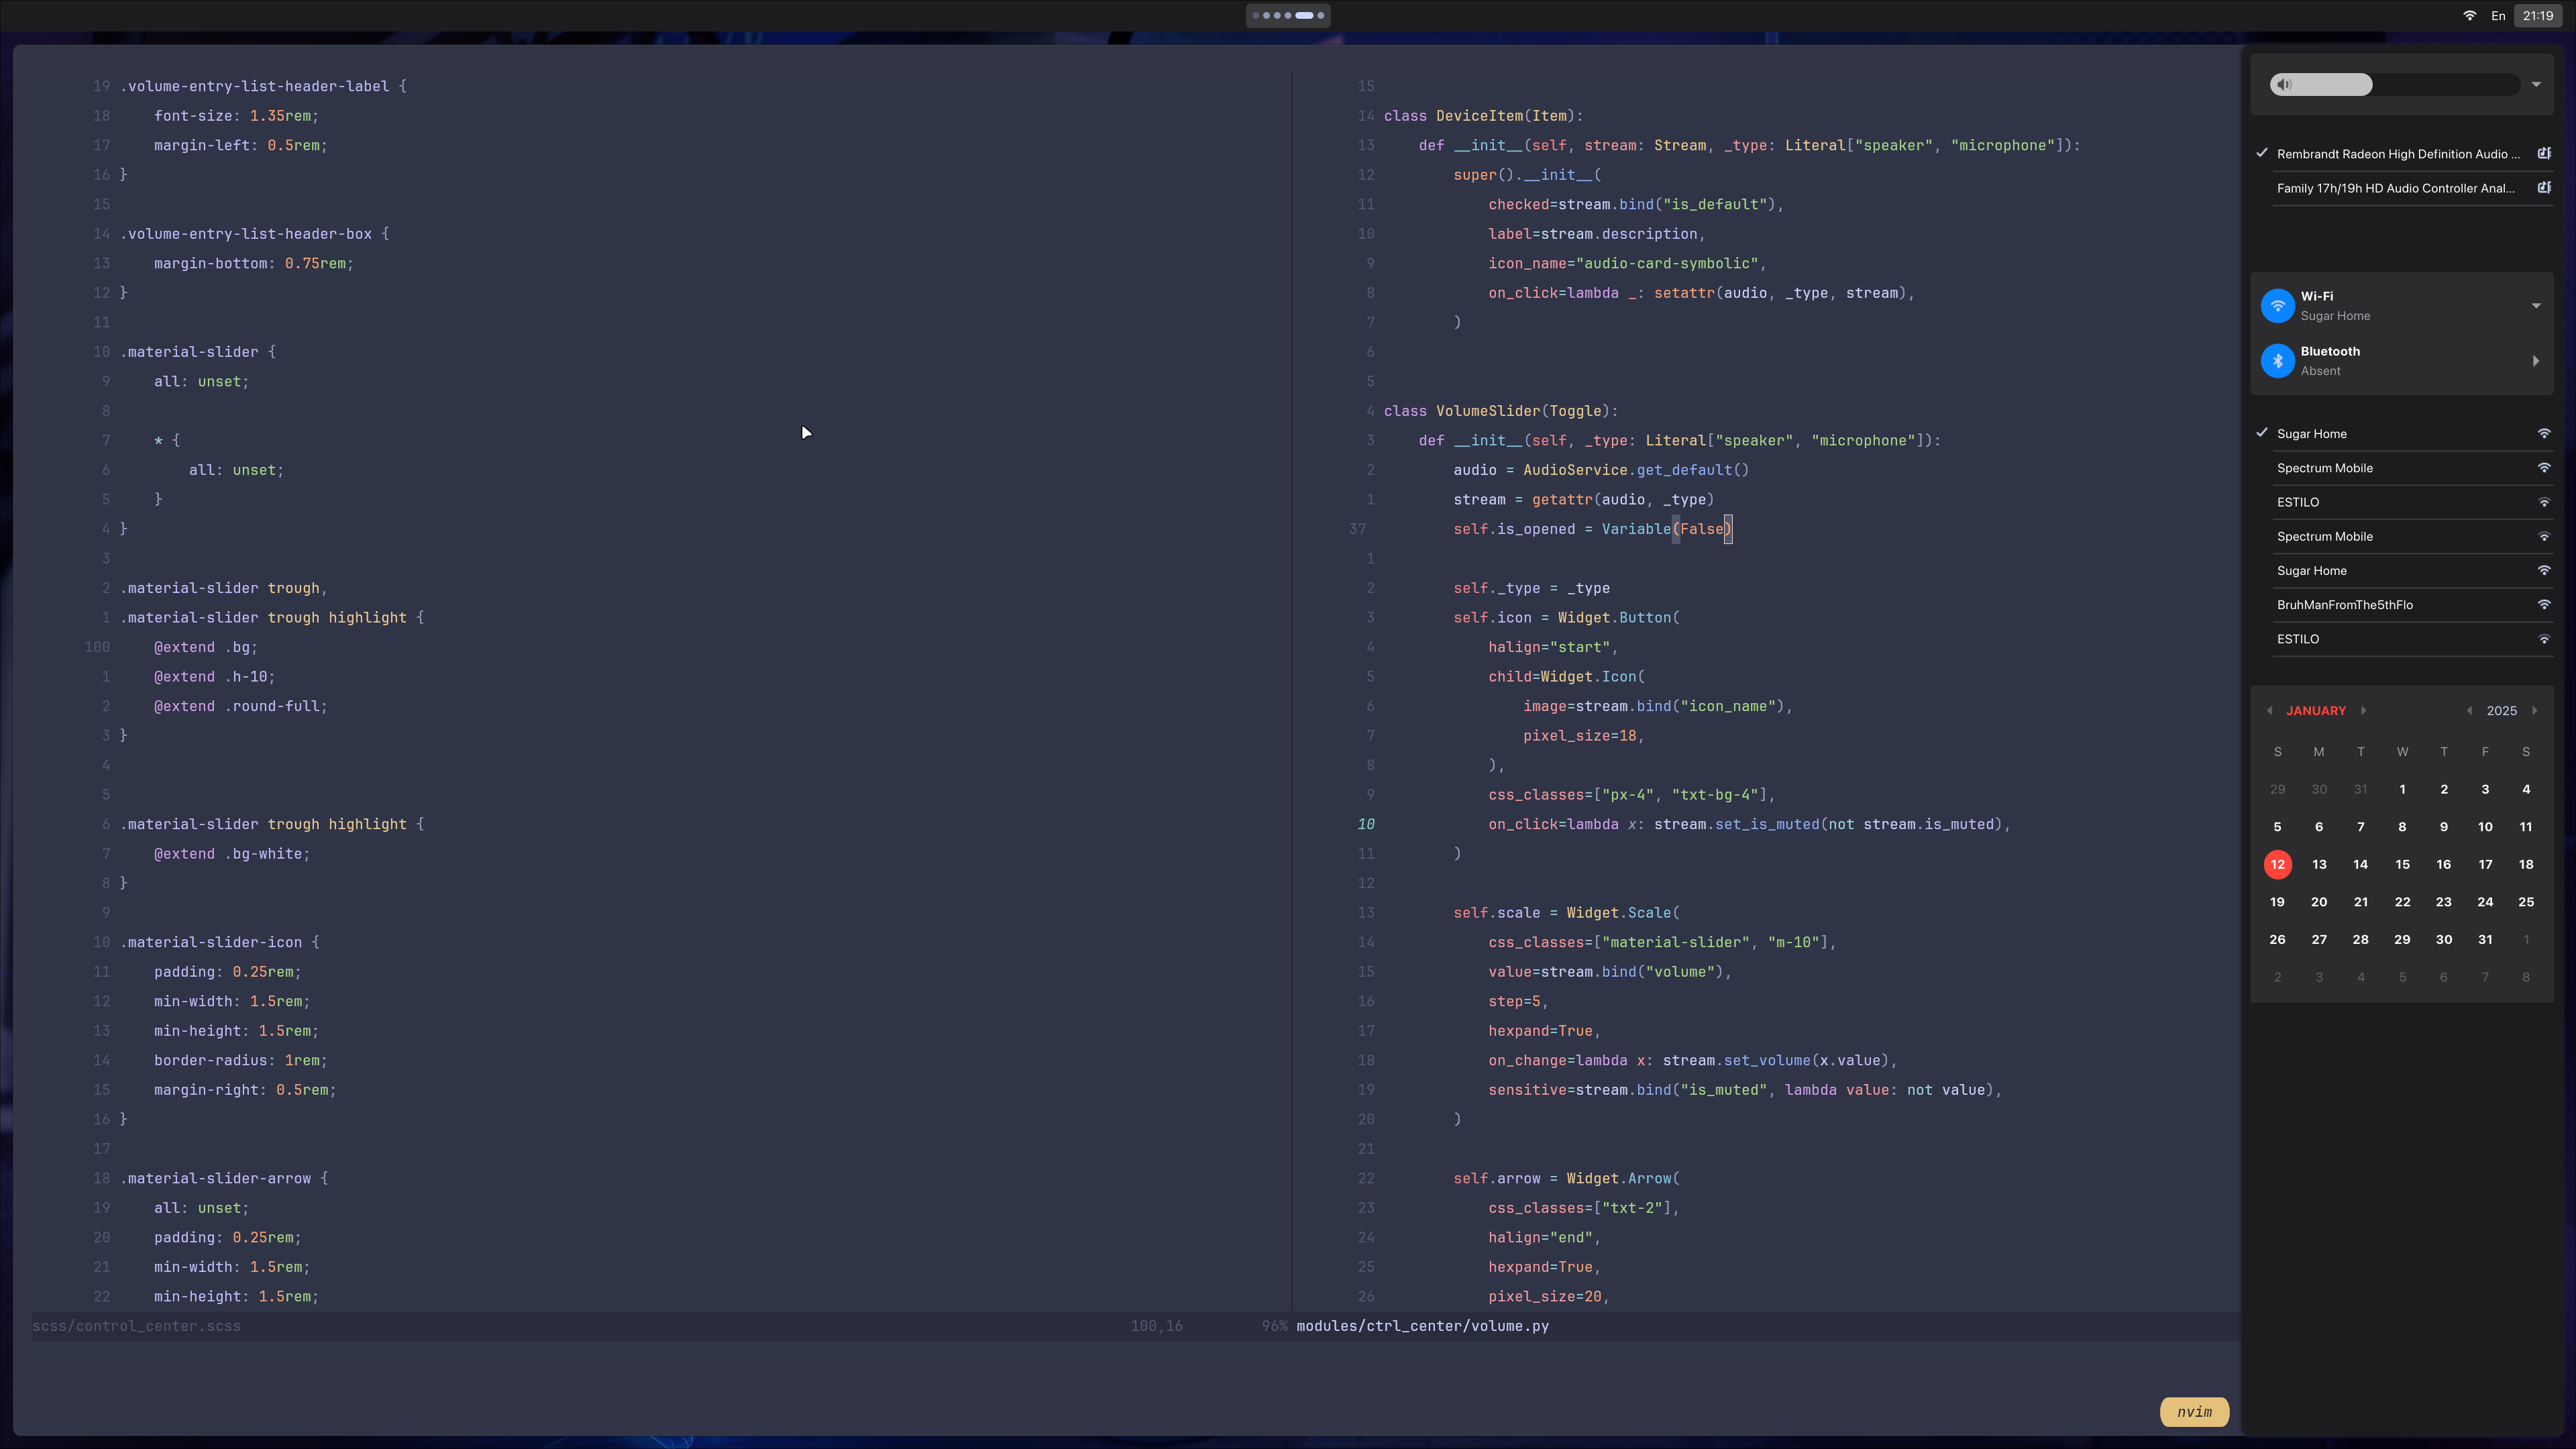 En 21:19
19 .volume-entry-list-header-label {
18 font-size: 1.35rem;
17 margin-left: 0.5rem;
16 }
15
14 .volume-entry-list-header-box {
13 margin-bottom: 0.75rem;
12 }
11
10 .material-slider {
9 all: unset;
8
7 * {
6 all: unset;
5 }
4 }
3
2 .material-slider trough,
1 .material-slider trough highlight {
100 @extend .bg;
1 @extend .h-10;
2 @extend .round-full;
3 }
4
5
6 .material-slider trough highlight {
7 @extend .bg-white;
8 }
9
10 .material-slider-icon {
11 padding: 0.25rem;
12 min-width: 1.5rem;
13 min-height: 1.5rem;
14 border-radius: 1rem;
15 margin-right: 0.5rem;
16 }
17
18 .material-slider-arrow {
19 all: unset;
20 padding: 0.25rem;
21 min-width: 1.5rem;
22 min-height: 1.5rem;
scss/control_center.scss 100,16 96%
15
14 class DeviceItem(Item):
13 def __init__(self, stream: Stream, _type: Literal["speaker", "microphone"]):
12 super().__init__(
11 checked=stream.bind("is_default"),
10 label=stream.description,
9 icon_name="audio-card-symbolic",
8 on_click=lambda _: setattr(audio, _type, stream),
7 )
6
5
4 class VolumeSlider(Toggle):
3 def __init__(self, _type: Literal["speaker", "microphone"]):
2 audio = AudioService.get_default()
1 stream = getattr(audio, _type)
37 self.is_opened = Variable(False)
1
2 self._type = _type
3 self.icon = Widget.Button(
4 halign="start",
5 child=Widget.Icon(
6 image=stream.bind("icon_name"),
7 pixel_size=18,
8 ),
9 css_classes=["px-4", "txt-bg-4"],
10 on_click=lambda x: stream.set_is_muted(not stream.is_muted),
11 )
12
13 self.scale = Widget.Scale(
14 css_classes=["material-slider", "m-10"],
15 value=stream.bind("volume"),
16 step=5,
17 hexpand=True,
18 on_change=lambda x: stream.set_volume(x.value),
19 sensitive=stream.bind("is_muted", lambda value: not value),
20 )
21
22 self.arrow = Widget.Arrow(
23 css_classes=["txt-2"],
24 halign="end",
25 hexpand=True,
26 pixel_size=20,
modules/ctrl_center/volume.py
nvim
Rembrandt Radeon High Definition Audio ...
Family 17h/19h HD Audio Controller Anal...
Wi-Fi
Sugar Home
Bluetooth
Absent
Sugar Home
Spectrum Mobile
ESTILO
Spectrum Mobile
Sugar Home
BruhManFromThe5thFlo
ESTILO
JANUARY 2025
S M T W T F S
29 30 31 1 2 3 4
5 6 7 8 9 10 11
12 13 14 15 16 17 18
19 20 21 22 23 24 25
26 27 28 29 30 31 1
2 3 4 5 6 7 8